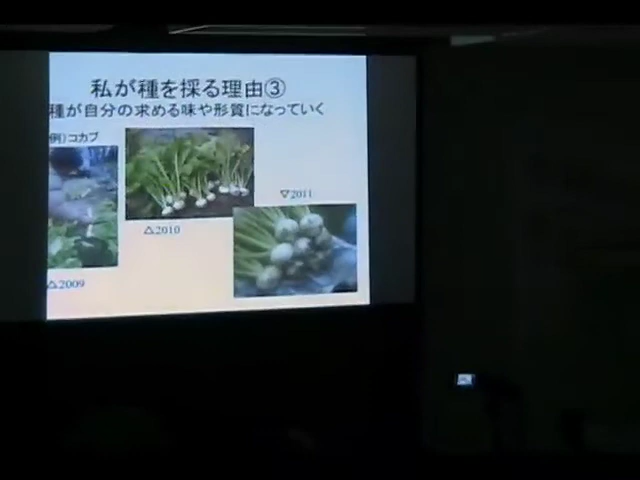 私が種を採る理由③
種が自分の求める味や形質になっていく
例)コカブ
▽2011
△2010
△2009